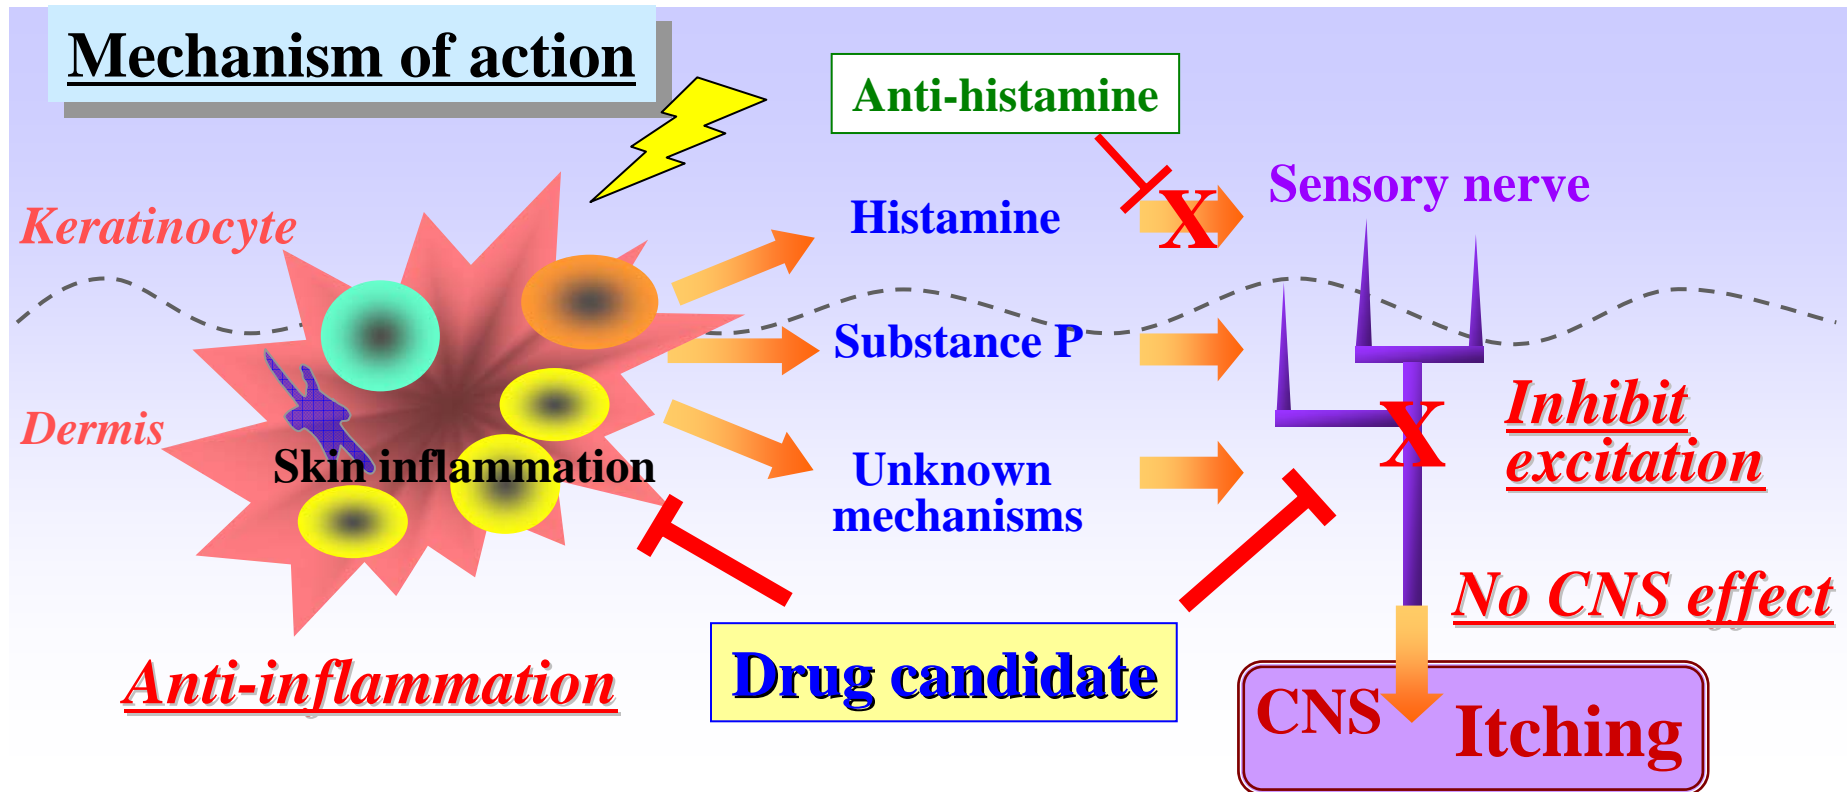 Mechanism of action
Anti-histamine
Keratinocyte
Histamine
X
Sensory nerve
Substance P
Dermis
Skin inflammation
Unknown
mechanisms
X
Inhibit
excitation
No CNS effect
Anti-inflammation
Drug candidate
CNS
Itching